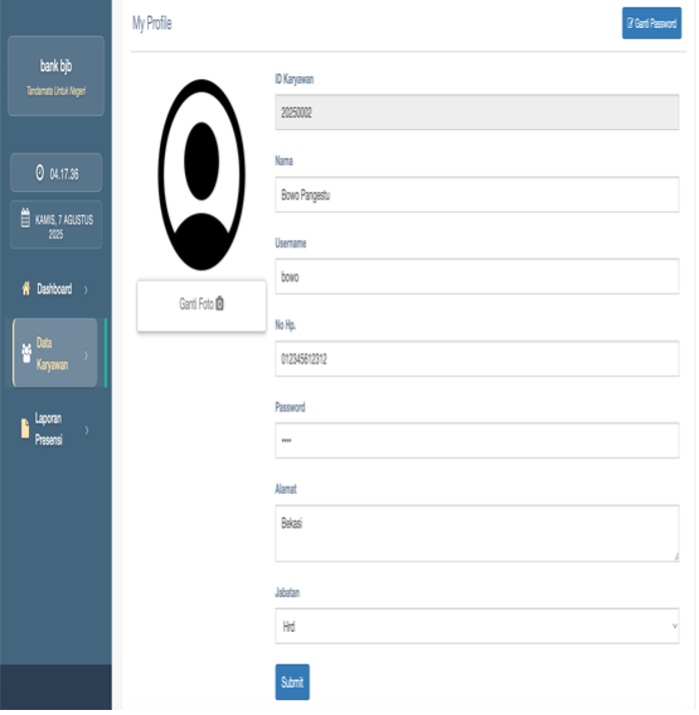 bank bjb
Tandamata Untuk Negeri
04.17.36
KAMIS, 7 AGUSTUS
2025
Dashboard
Data
Karyawan
Laporan
Presensi
My Profile
Ganti Password
Ganti Foto
ID Karyawan
20250002
Nama
Bowo Pangestu
Username
bowo
No Hp.
012345612312
Password
••••
Alamat
Bekasi
Jabatan
Hrd
Submit